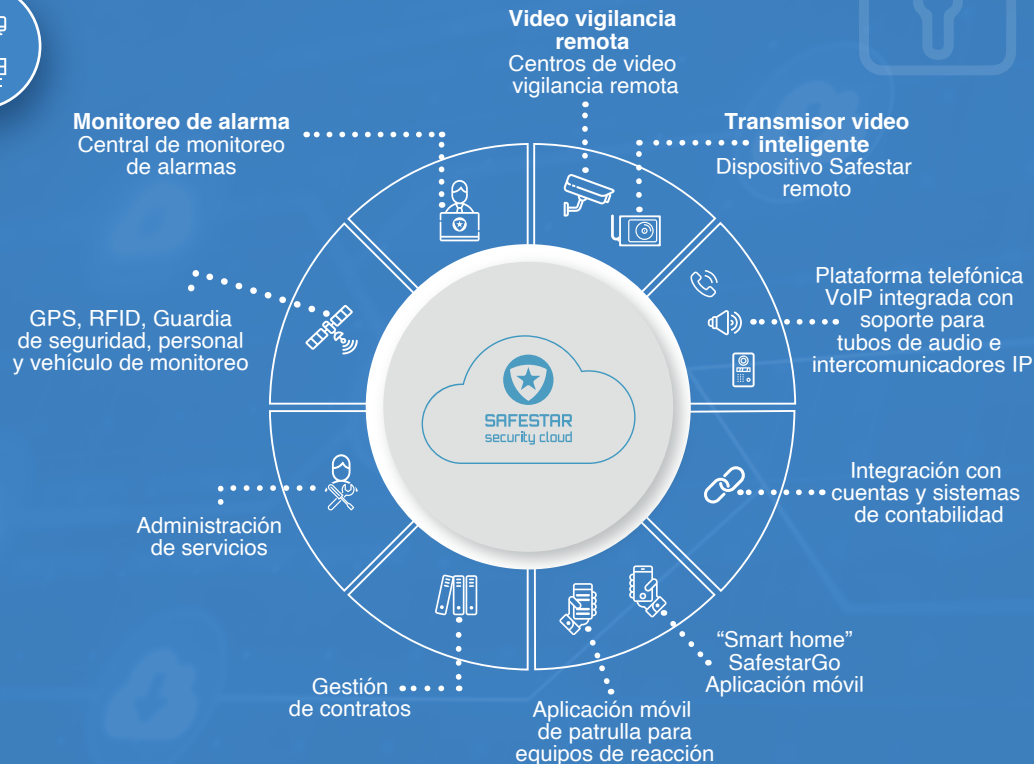 Video vigilancia
remota
Centros de video
vigilancia remota
Monitoreo de alarma
Central de monitoreo
de alarmas
Transmisor video
inteligente
Dispositivo Safestar
remoto
GPS, RFID, Guardia
de seguridad, personal
y vehículo de monitoreo
Plataforma telefónica
VoIP integrada con
soporte para
tubos de audio e
intercomunicadores IP
SAFESTAR
security cloud
Integración con
cuentas y sistemas
de contabilidad
Administración
de servicios
“Smart home”
SafestarGo
Aplicación móvil
Gestión
de contratos
Aplicación móvil
de patrulla para
equipos de reacción